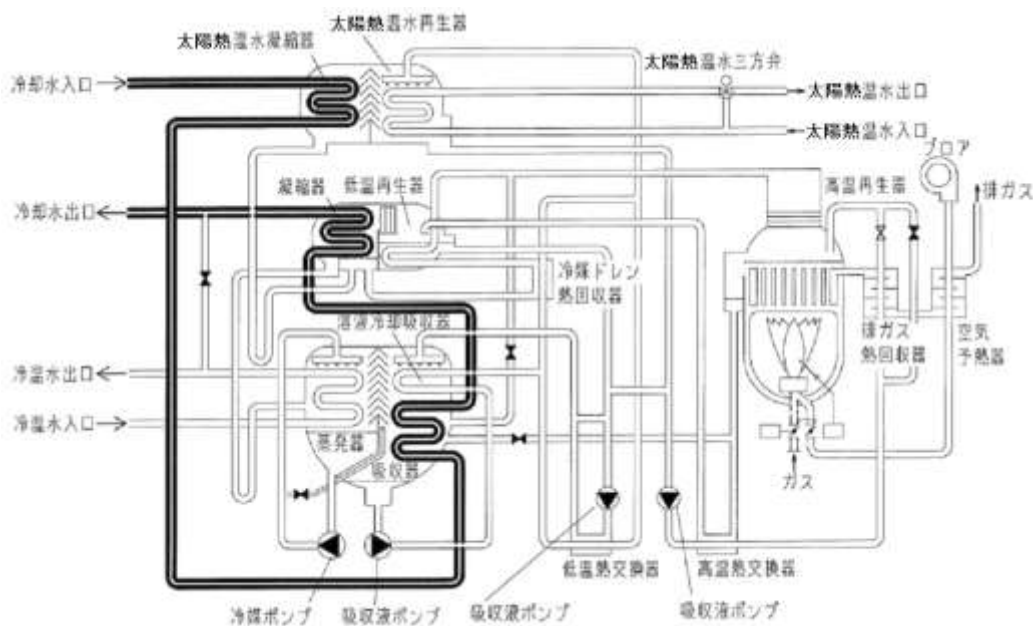 太陽熱温水再生器
太陽熱温水凝縮器
太陽熱温水三方弁
冷却水入口
太陽熱温水出口
太陽熱温水入口
ブロア
凝縮器
低温再生器
高温再生器
排ガス
冷却水出口
冷媒ドレン
熱回収器
溶液冷却吸収器
排ガス
熱回収器
空気
予熱器
冷温水出口
冷温水入口
蒸発器
吸収器
ガス
低温熱交換器
高温熱交換器
冷媒ポンプ
吸収液ポンプ
吸収液ポンプ
吸収液ポンプ